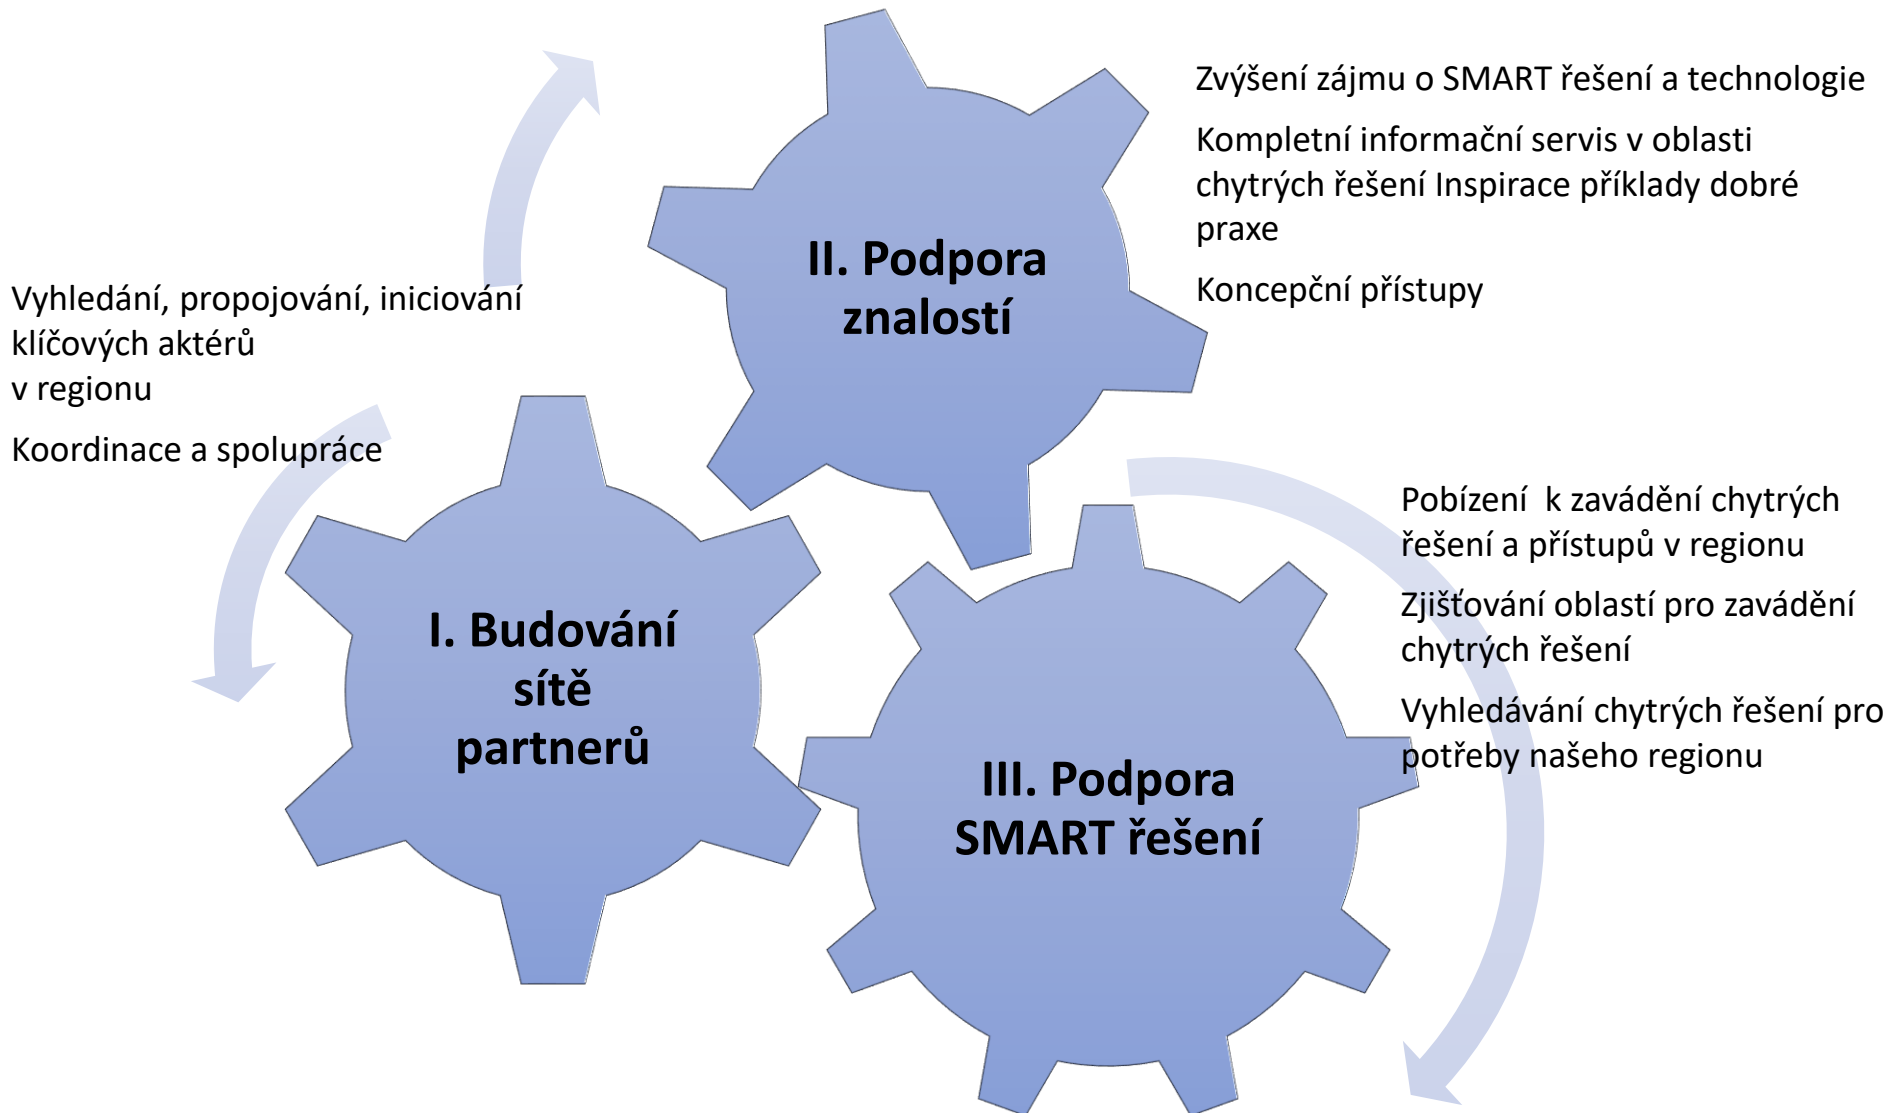 Vyhledání, propojování, iniciování
klíčových aktérů
v regionu
Koordinace a spolupráce
I. Budování
sítě
partnerů
II. Podpora
znalostí
Zvýšení zájmu o SMART řešení a technologie
Kompletní informační servis v oblasti
chytrých řešení Inspirace příklady dobré
praxe
Koncepční přístupy
III. Podpora
SMART řešení
Pobízení  k zavádění chytrých
řešení a přístupů v regionu
Zjišťování oblastí pro zavádění
chytrých řešení
Vyhledávání chytrých řešení pro
potřeby našeho regionu